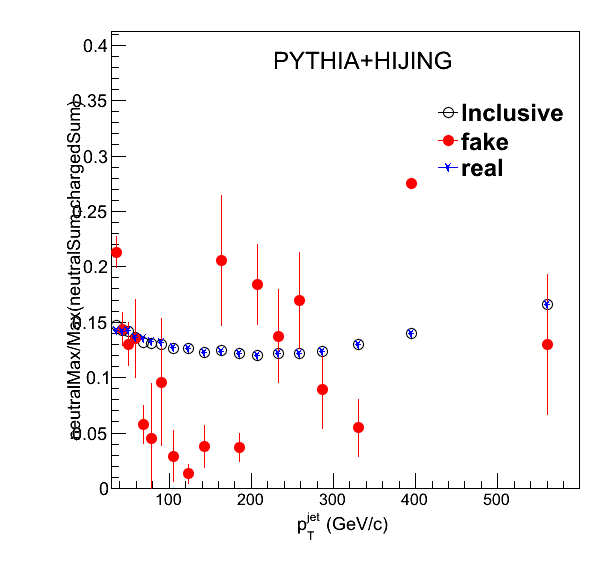 PYTHIA+HIJING
Inclusive
fake
real
0.4
0.35
0.3
0.25
0.2
0.15
0.1
0.05
0
neutralMax/Max(neutralSum,chargedSum)
100
200
300
400
500
p_T^jet (GeV/c)